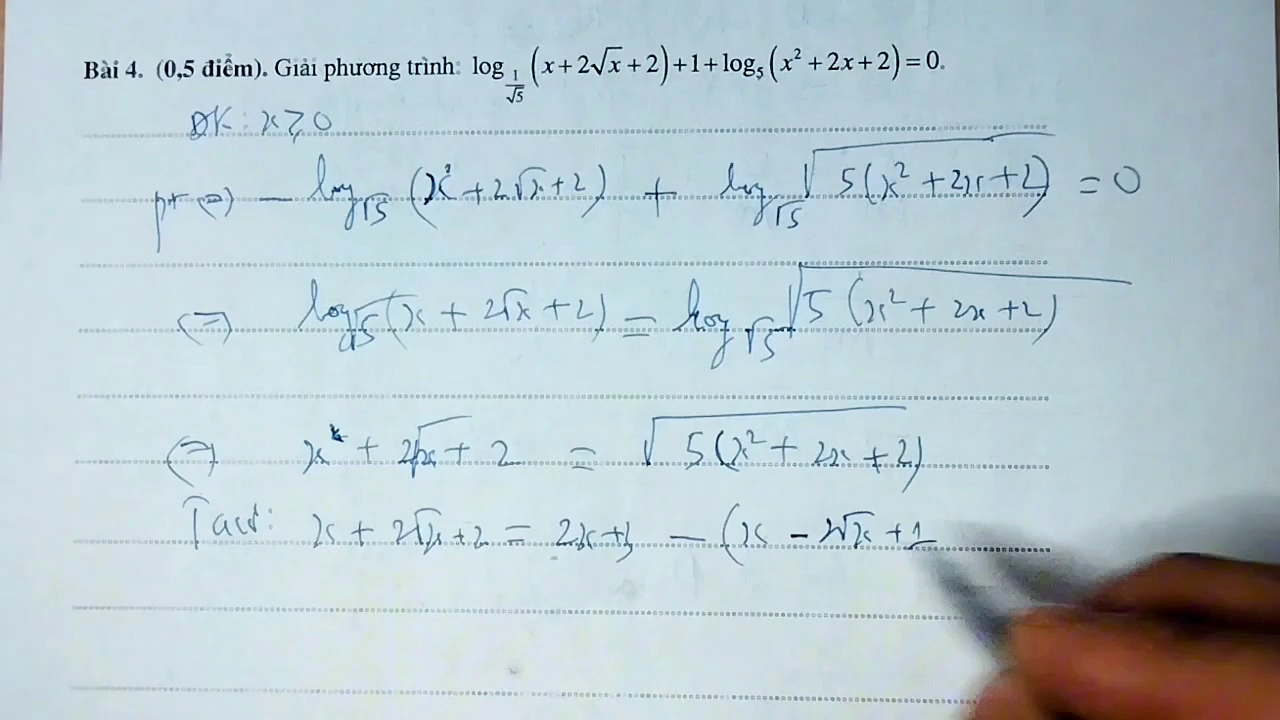 Bài 4. (0,5 điểm). Giải phương trình: log_{1/√5}(x+2√x+2)+1+log₅(x²+2x+2)=0.
ĐK: x ≥ 0
pt (=) − log_{√5}(x+2√x+2) + log_{√5}√(5(x²+2x+2)) = 0
(=) log_{√5}(x + 2√x + 2) = log_{√5}√(5(x²+2x+2))
(=) x + 2√x + 2 = √(5(x²+2x+2))
Ta có: x + 2√x + 2 = 2x+3 − (x − 2√x + 1